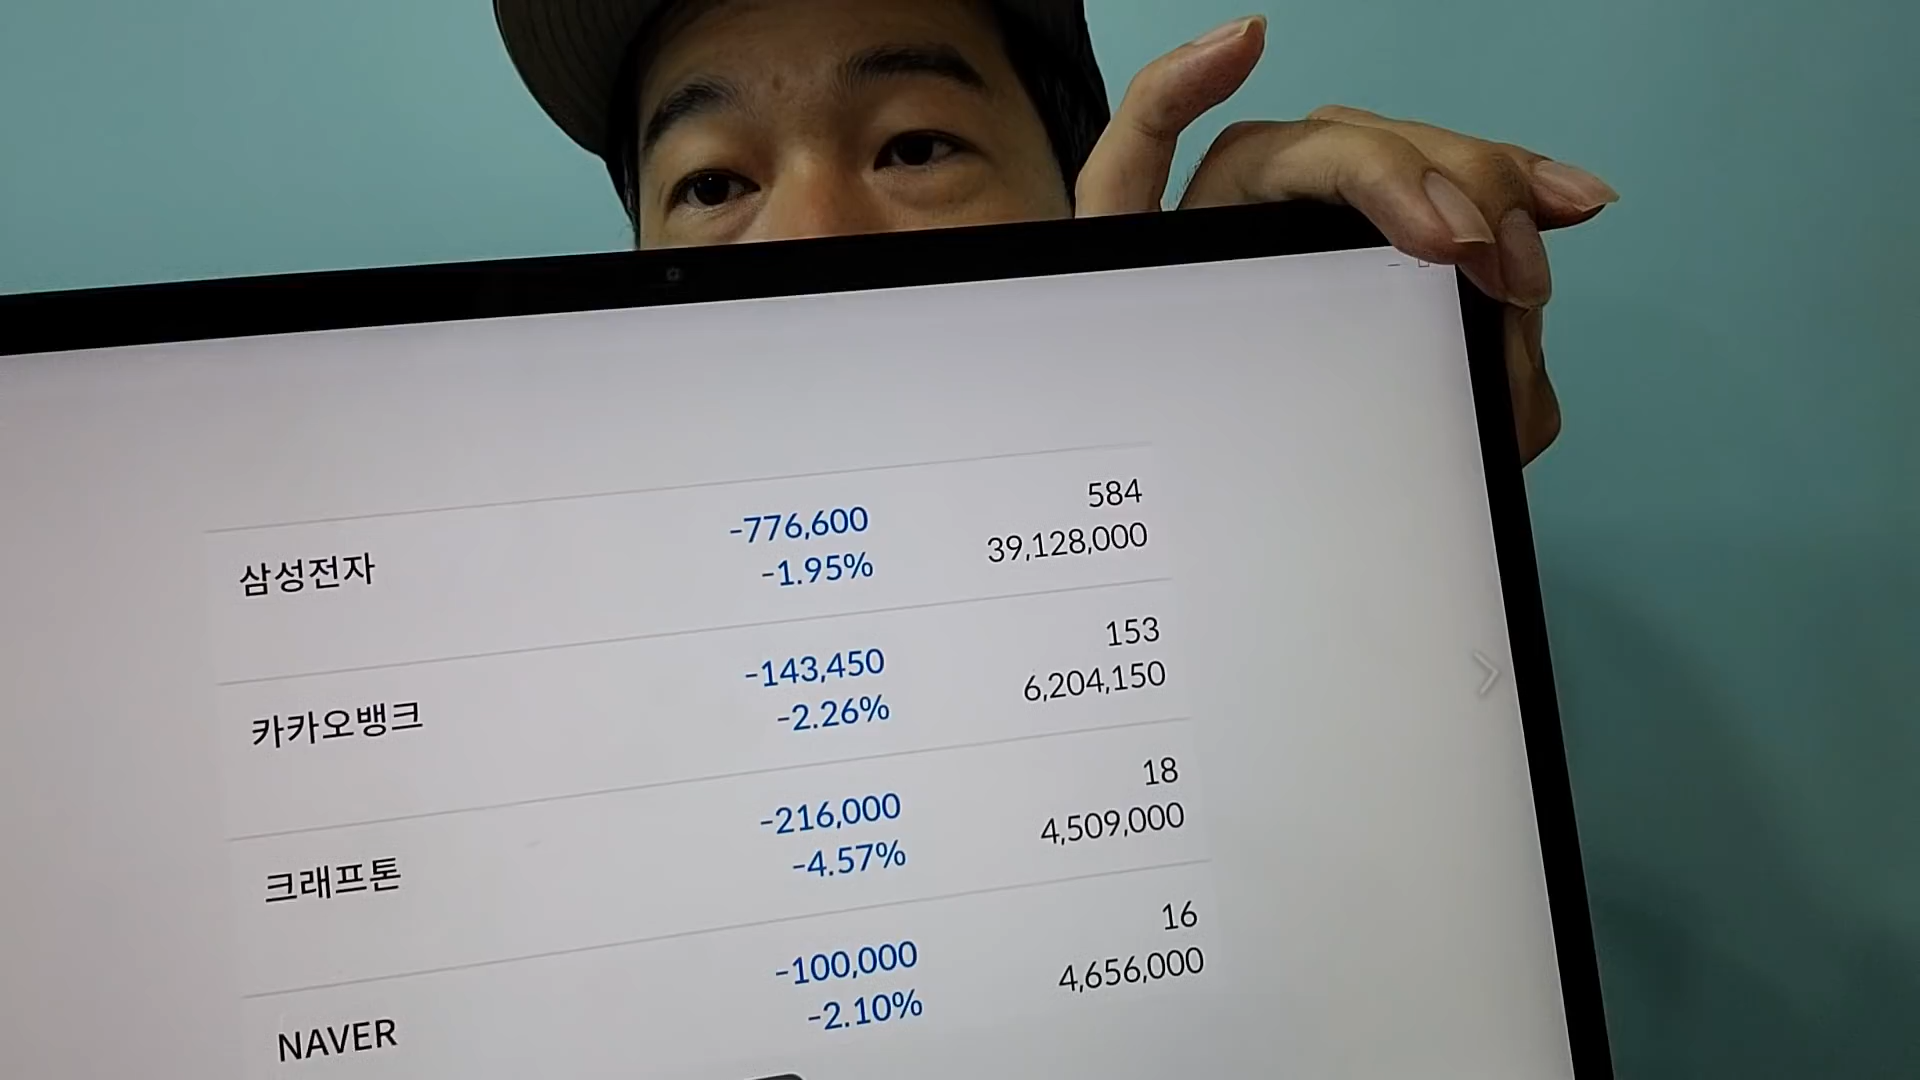 삼성전자 -776,600 584
-1.95% 39,128,000
카카오뱅크 -143,450 153
-2.26% 6,204,150
크래프톤 -216,000 18
-4.57% 4,509,000
NAVER -100,000 16
-2.10% 4,656,000